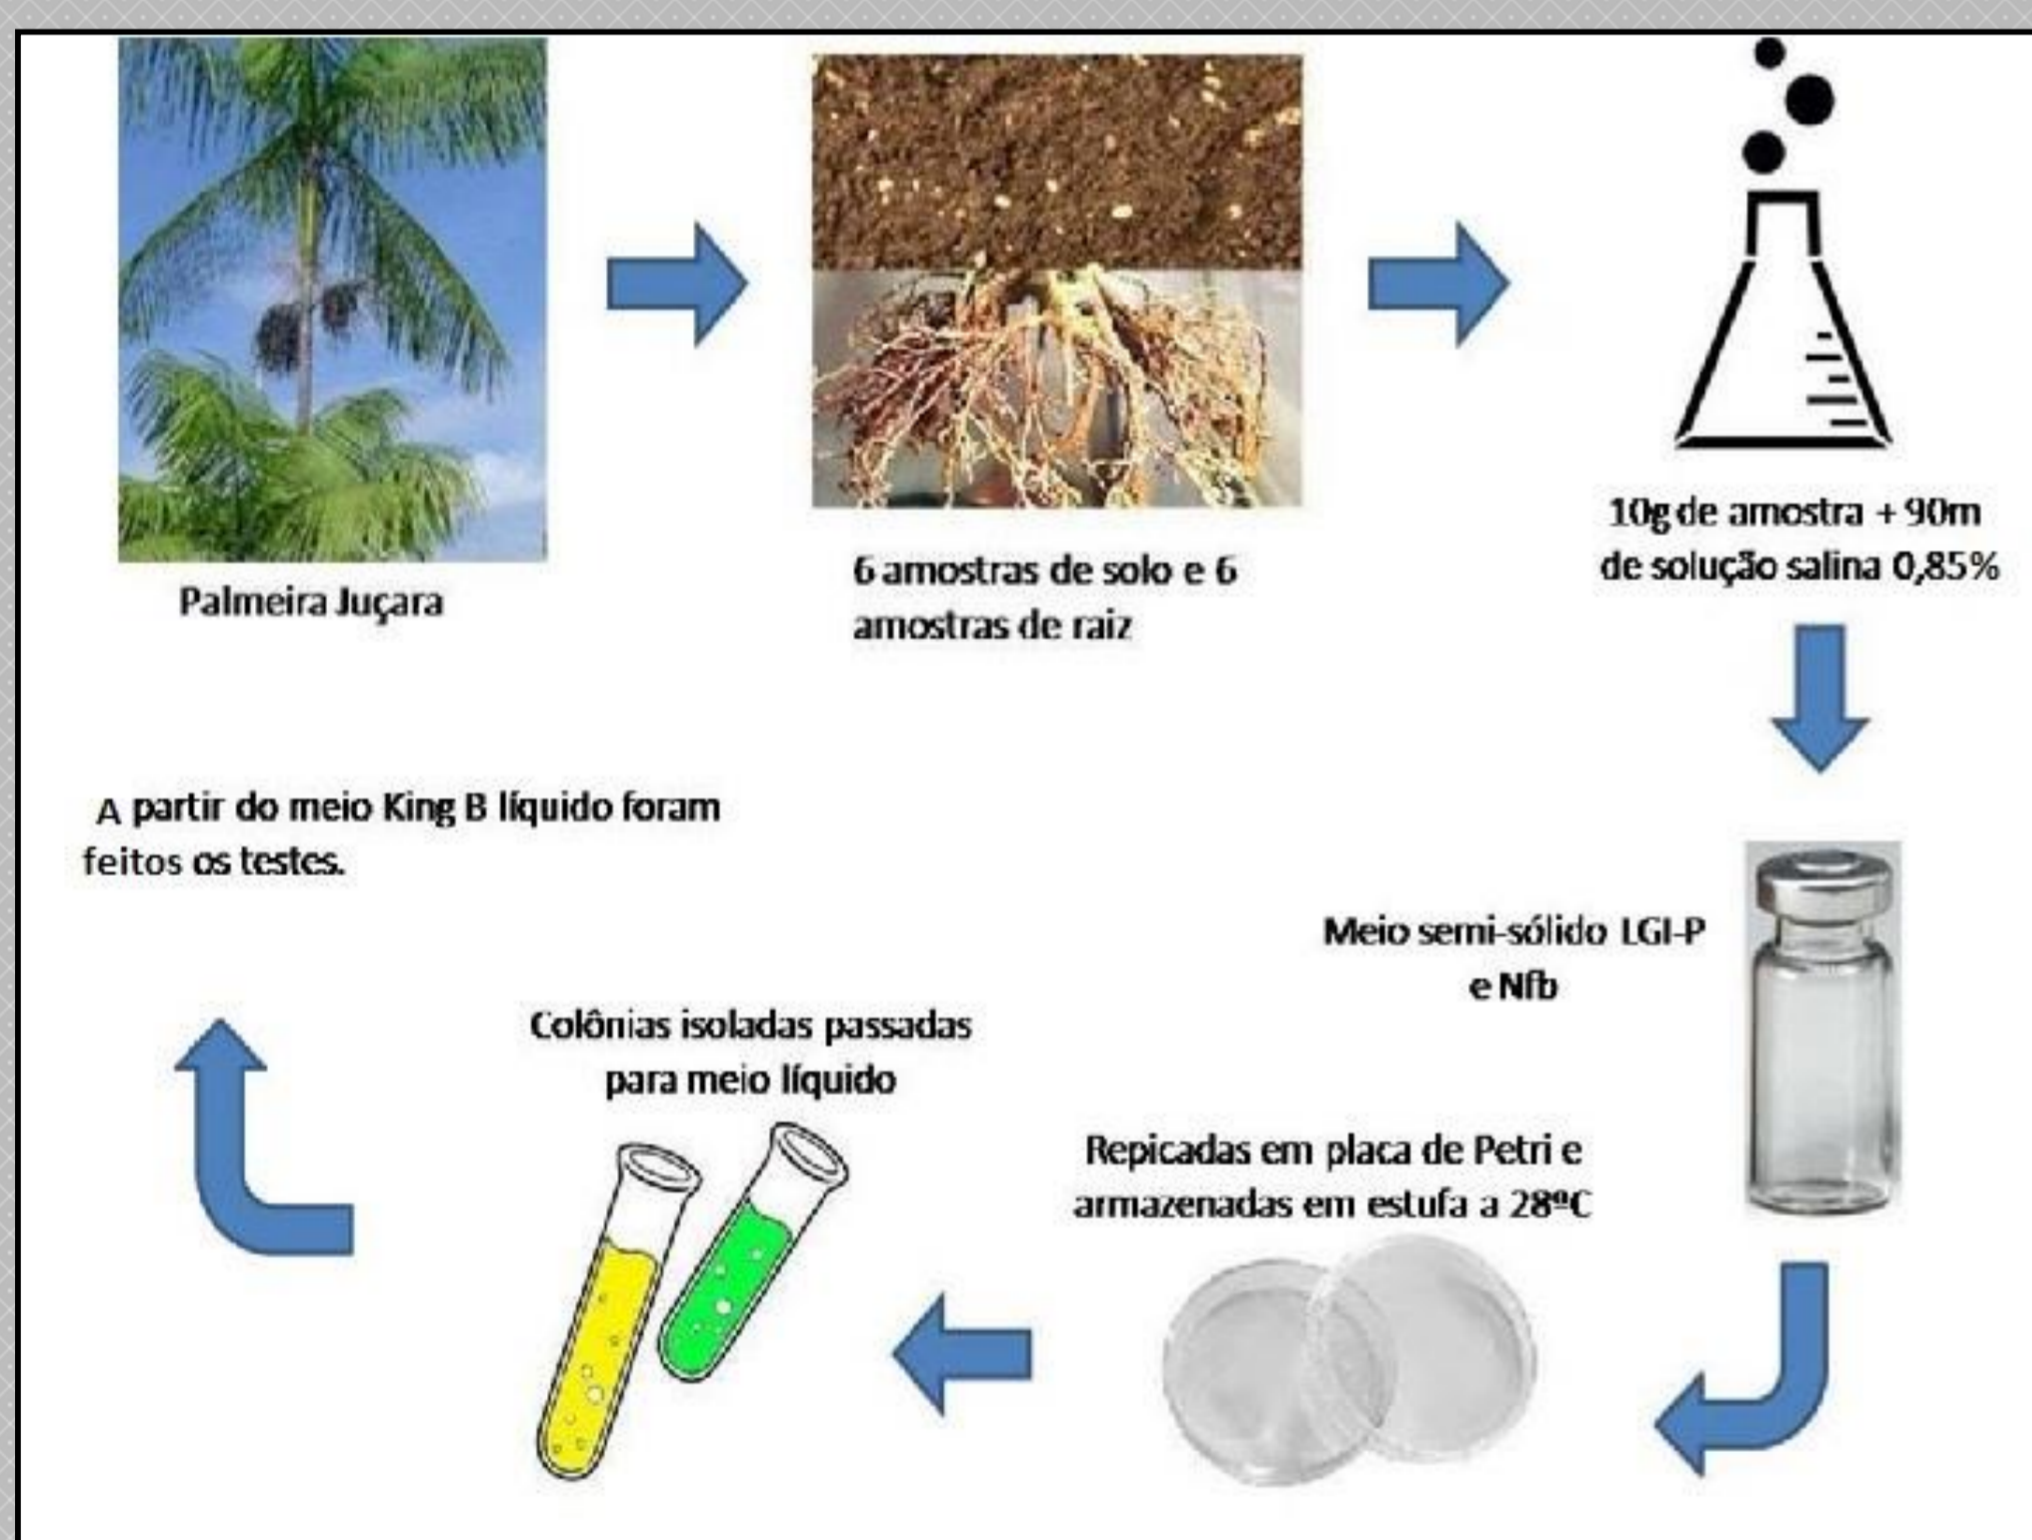 Palmeira Juçara
6 amostras de solo e 6
amostras de raiz
10g de amostra + 90m
de solução salina 0,85%
Meio semi-sólido LGI-P
e Nfb
Repicadas em placa de Petri e
armazenadas em estufa a 28ºC
Colônias isoladas passadas
para meio líquido
A partir do meio King B líquido foram
feitos os testes.